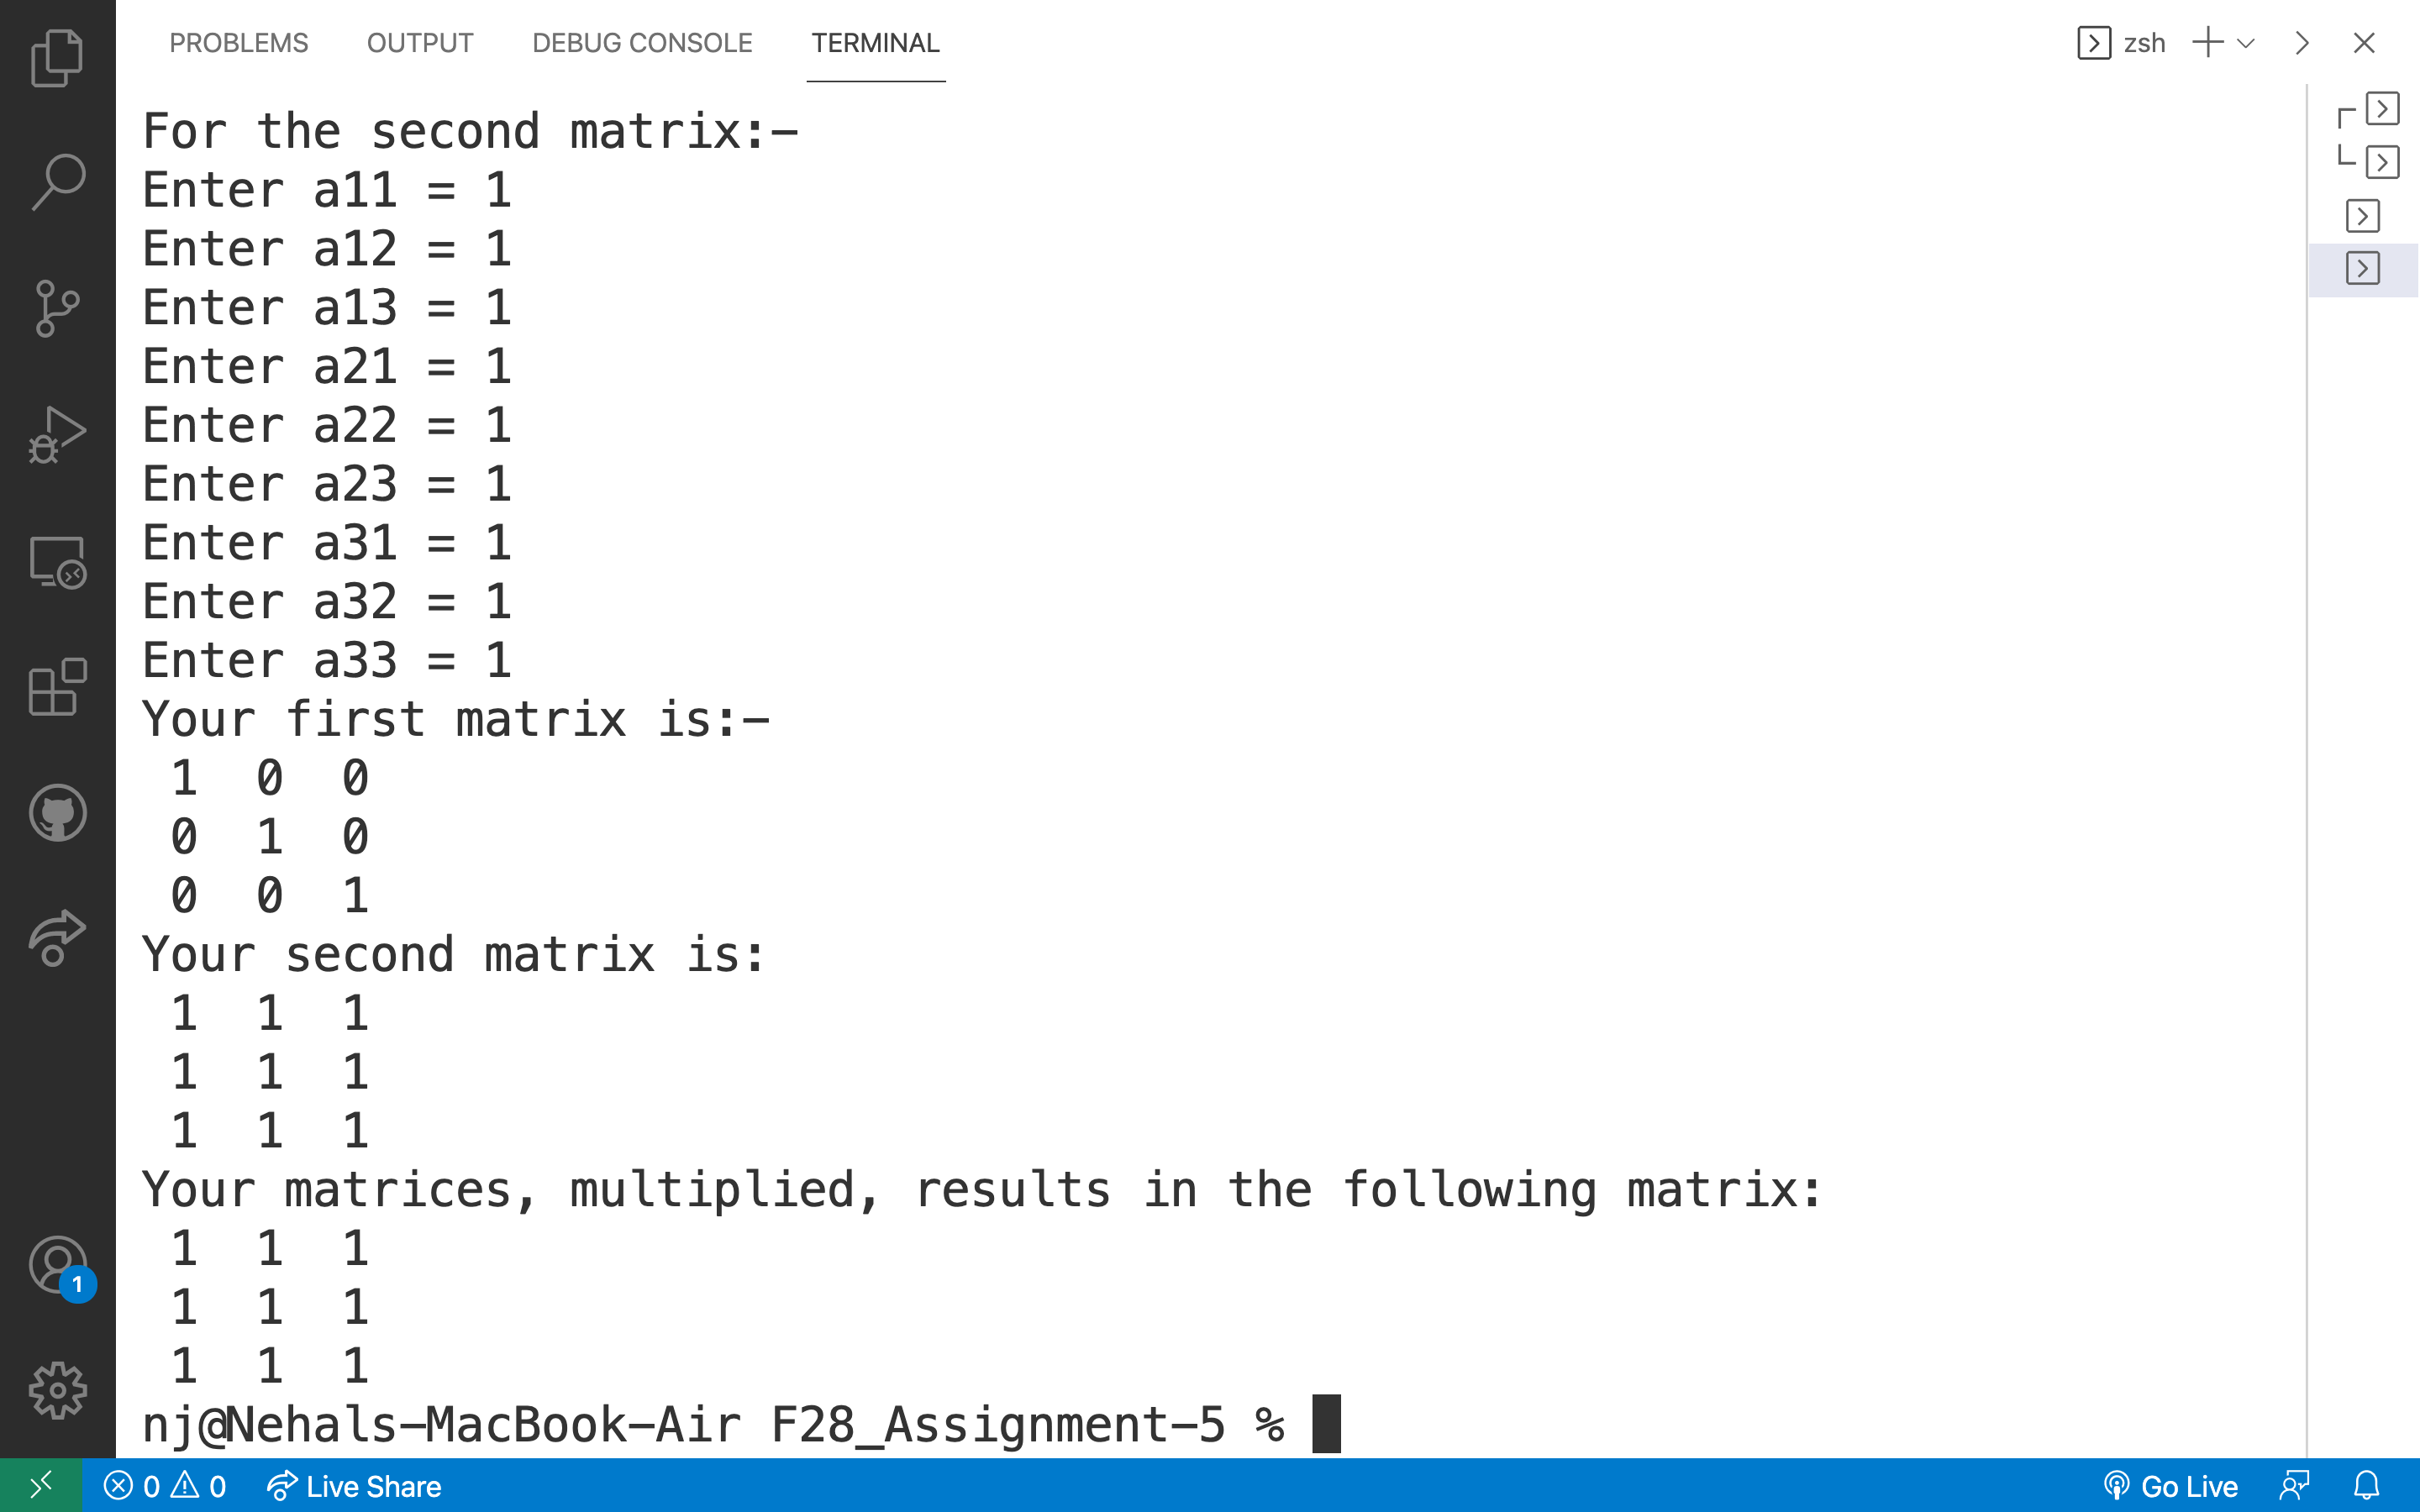 PROBLEMS OUTPUT DEBUG CONSOLE TERMINAL zsh
For the second matrix:-
Enter a11 = 1
Enter a12 = 1
Enter a13 = 1
Enter a21 = 1
Enter a22 = 1
Enter a23 = 1
Enter a31 = 1
Enter a32 = 1
Enter a33 = 1
Your first matrix is:-
1 0 0
0 1 0
0 0 1
Your second matrix is:
1 1 1
1 1 1
1 1 1
Your matrices, multiplied, results in the following matrix:
1 1 1
1 1 1
1 1 1
nj@Nehals-MacBook-Air F28_Assignment-5 %
1
0 0 Live Share Go Live